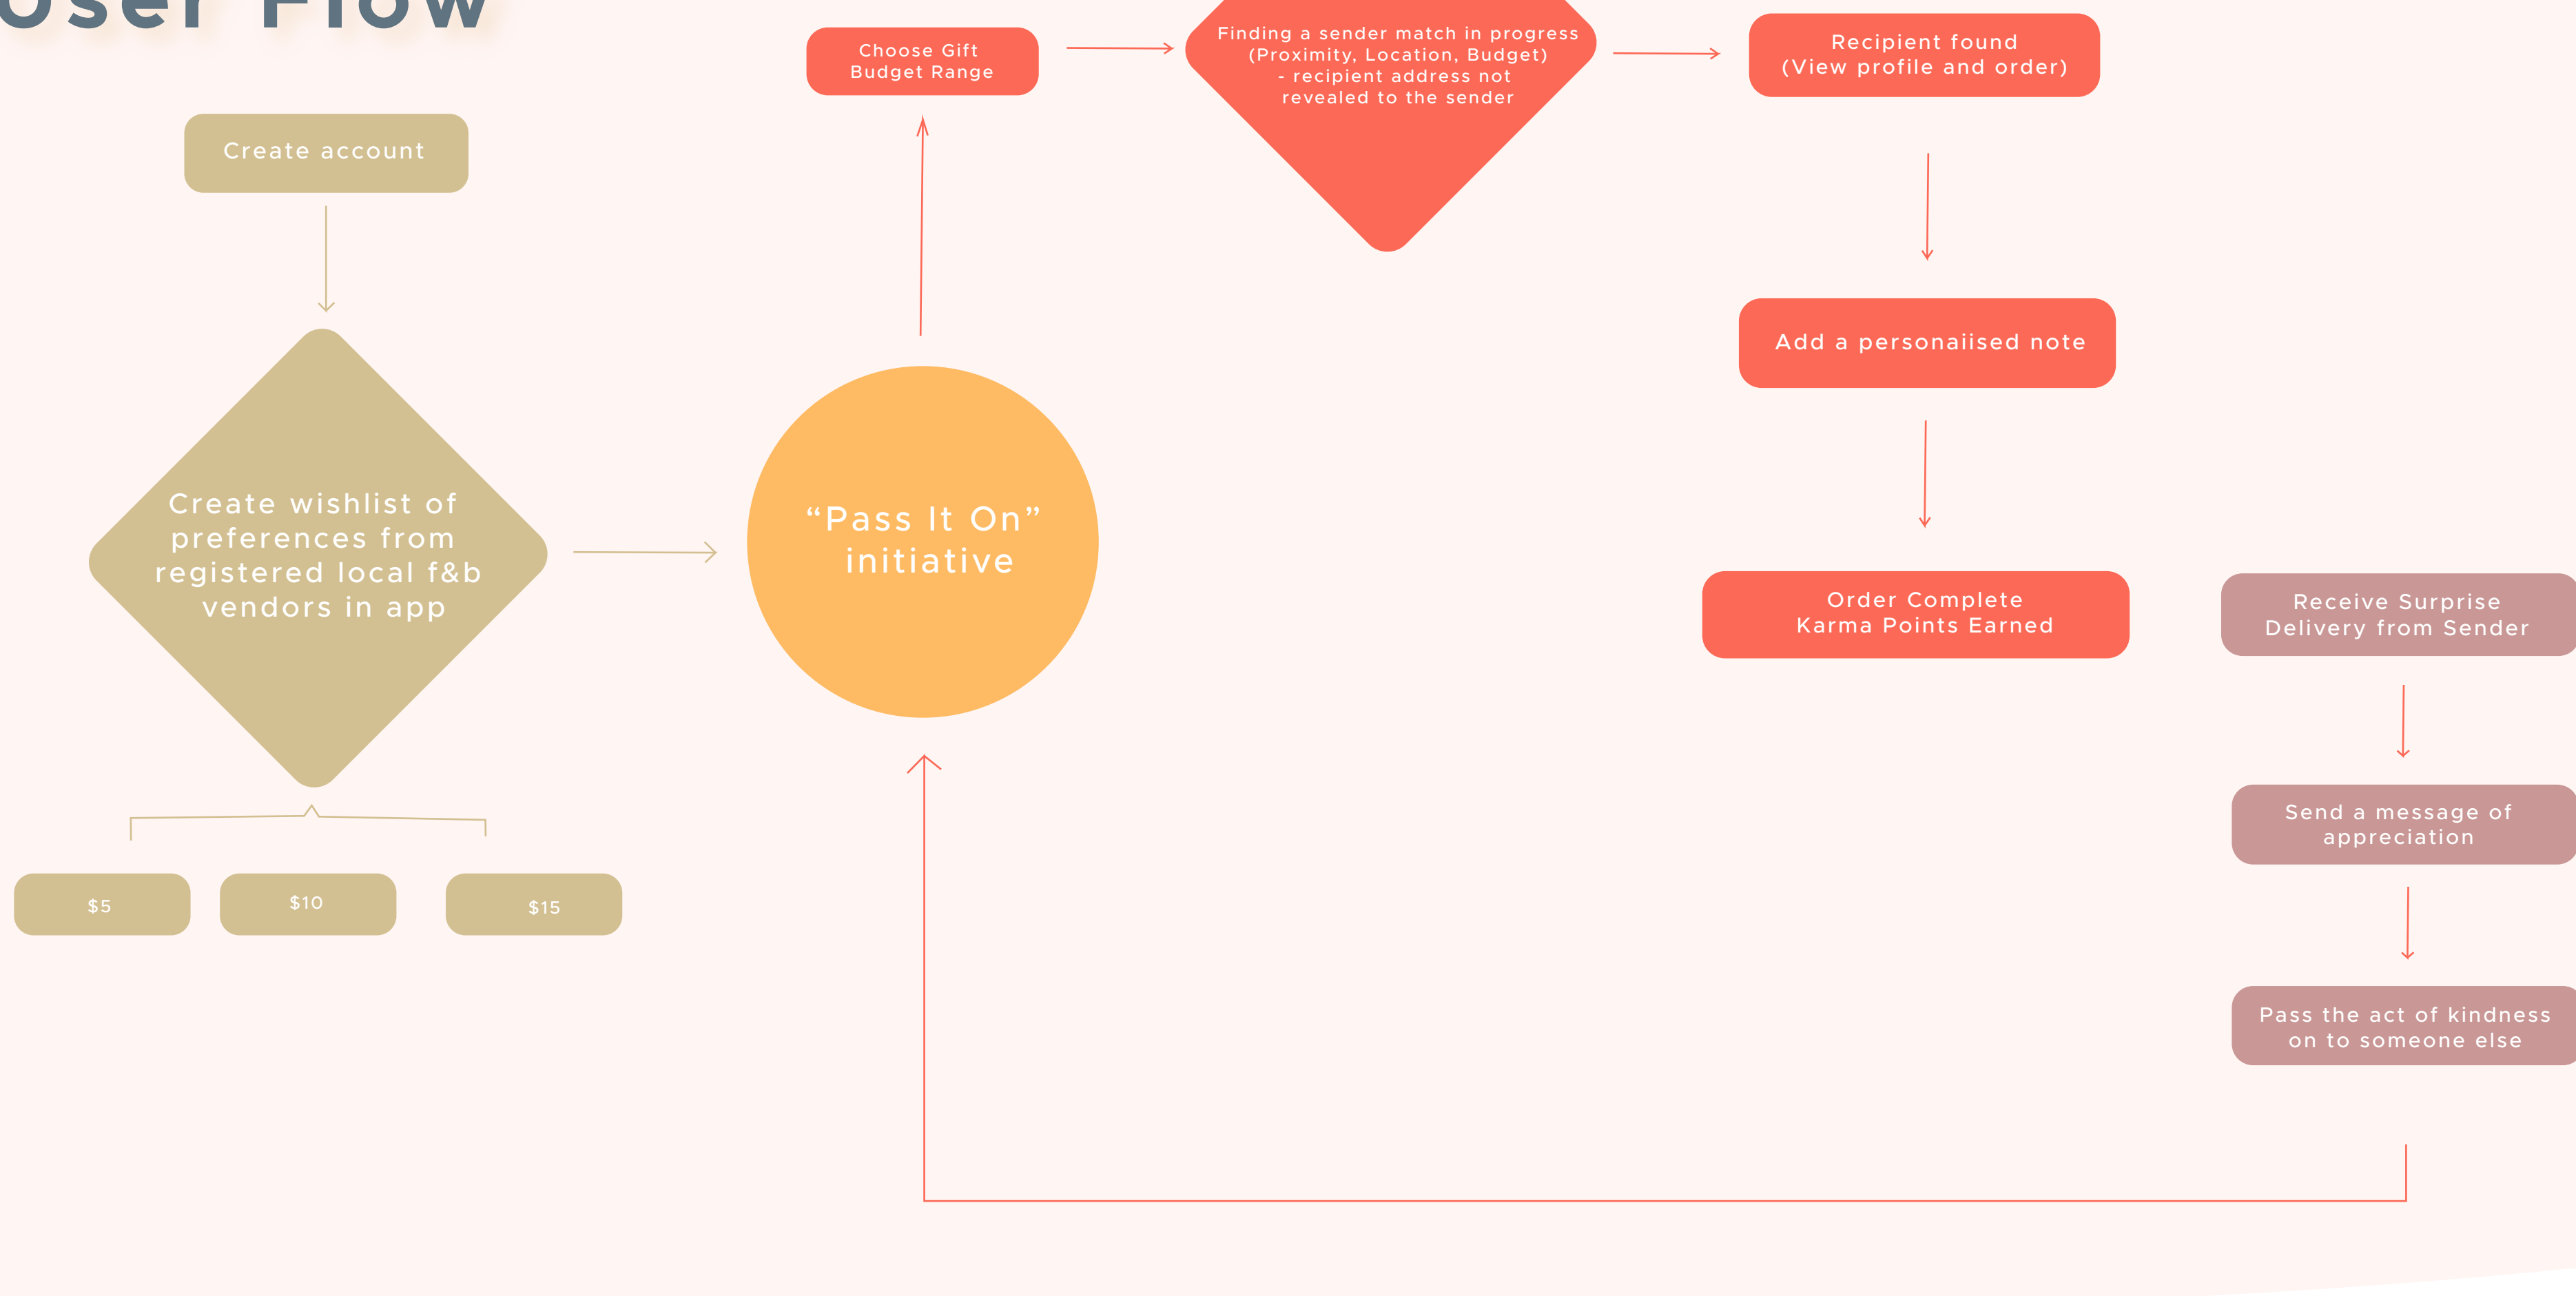 User Flow
Create account
Create wishlist of
preferences from
registered local f&b
vendors in app
$5
$10
$15
“Pass It On”
initiative
Choose Gift
Budget Range
Finding a sender match in progress
(Proximity, Location, Budget)
- recipient address not
revealed to the sender
Recipient found
(View profile and order)
Add a personaiised note
Order Complete
Karma Points Earned
Receive Surprise
Delivery from Sender
Send a message of
appreciation
Pass the act of kindness
on to someone else